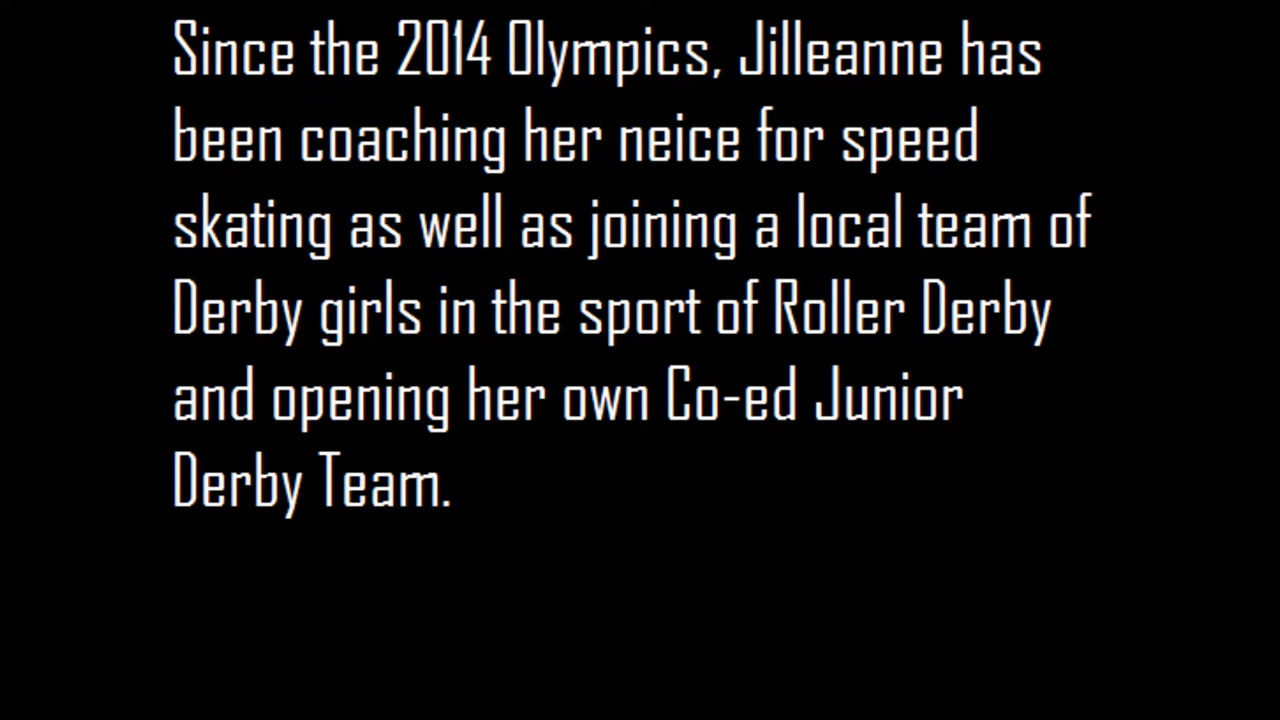 Since the 2014 Olympics, Jilleanne has
been coaching her neice for speed
skating as well as joining a local team of
Derby girls in the sport of Roller Derby
and opening her own Co-ed Junior
Derby Team.